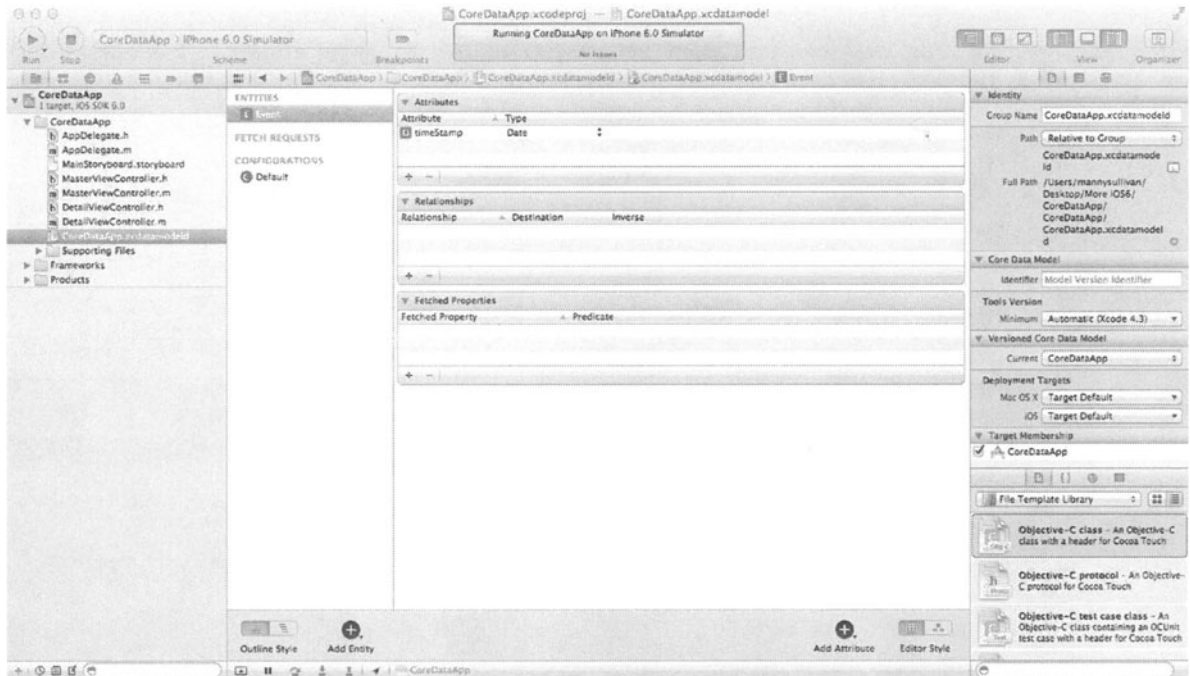 CoreDataApp.xcodeproj — CoreDataApp.xcdatamodel
Run Stop
CoreDataApp > iPhone 6.0 Simulator
Scheme
Breakpoints
Running CoreDataApp on iPhone 6.0 Simulator
No Issues
Editor View Organizer
CoreDataApp > CoreDataApp > CoreDataApp.xcdatamodeld > CoreDataApp.xcdatamodel > E Event
CoreDataApp
1 target, iOS SDK 6.0
CoreDataApp
h AppDelegate.h
m AppDelegate.m
MainStoryboard.storyboard
h MasterViewController.h
m MasterViewController.m
h DetailViewController.h
m DetailViewController.m
CoreDataApp.xcdatamodeld
Supporting Files
Frameworks
Products
ENTITIES
E Event
FETCH REQUESTS
CONFIGURATIONS
C Default
Attributes
Attribute Type
timeStamp Date
+ −
Relationships
Relationship Destination Inverse
+ −
Fetched Properties
Fetched Property Predicate
+ −
Outline Style Add Entity Add Attribute Editor Style
CoreDataApp
Identity
Group Name CoreDataApp.xcdatamodeld
Path Relative to Group
CoreDataApp.xcdatamode
ld
Full Path /Users/mannysullivan/
Desktop/More iOS6/
CoreDataApp/
CoreDataApp/
CoreDataApp.xcdatamodel
d
Core Data Model
Identifier Model Version Identifier
Tools Version
Minimum Automatic (Xcode 4.3)
Versioned Core Data Model
Current CoreDataApp
Deployment Targets
Mac OS X Target Default
iOS Target Default
Target Membership
CoreDataApp
{ }
File Template Library
Objective-C class - An Objective-C
class with a header for Cocoa Touch
Objective-C protocol - An Objective-
C protocol for Cocoa Touch
Objective-C test case class - An
Objective-C class containing an OCUnit
test case with a header for Cocoa Touch